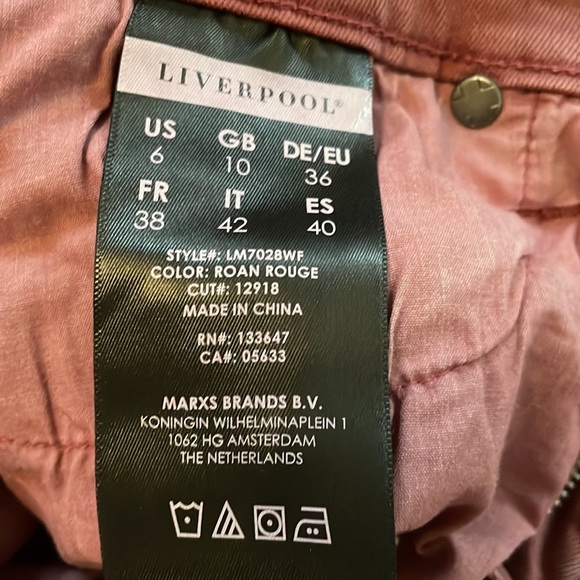 LIVERPOOL®
US GB DE/EU
6 10 36
FR IT ES
38 42 40
STYLE#: LM7028WF
COLOR: ROAN ROUGE
CUT#: 12918
MADE IN CHINA
RN#: 133647
CA#: 05633
MARXS BRANDS B.V.
KONINGIN WILHELMINAPLEIN 1
1062 HG AMSTERDAM
THE NETHERLANDS